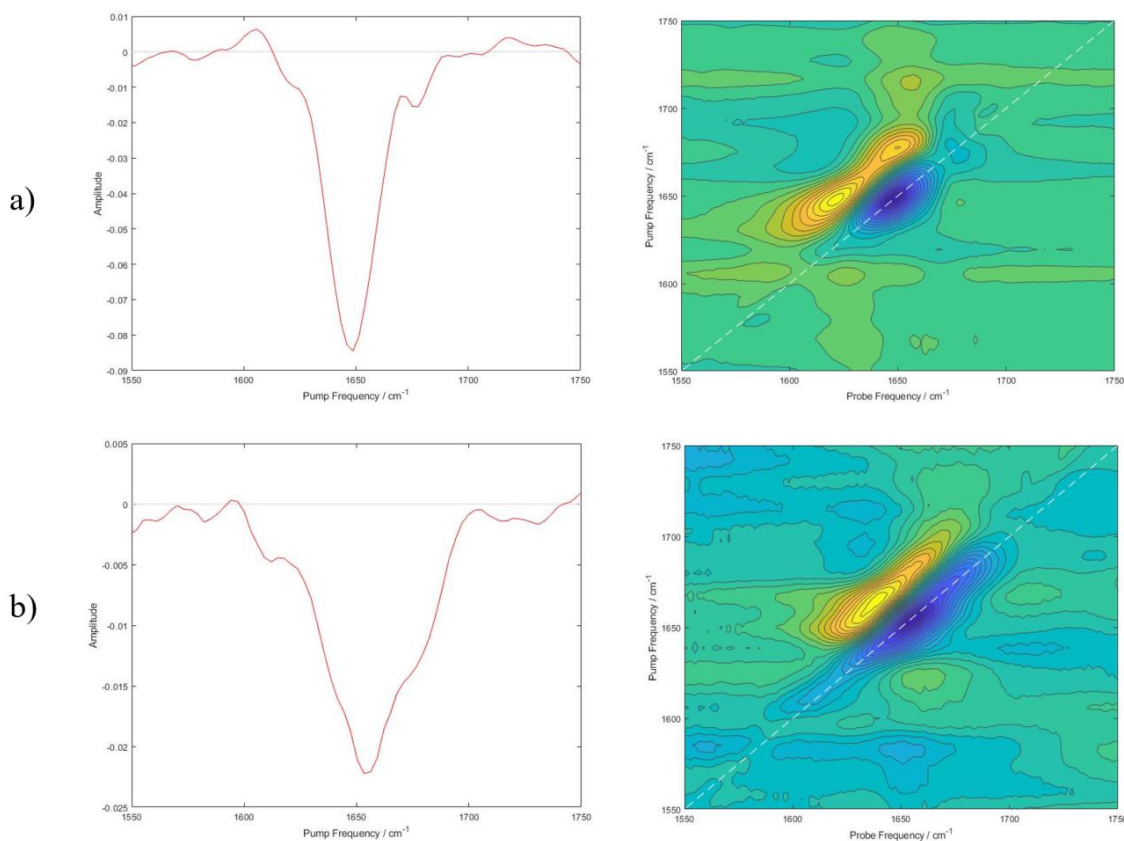 a)
0.01
0
-0.01
-0.02
-0.03
-0.04
-0.05
-0.06
-0.07
-0.08
-0.09
Amplitude
1550 1600 1650 1700 1750
Pump Frequency / cm-1
1750
1700
1650
1600
1550
Pump Frequency / cm-1
1550 1600 1650 1700 1750
Probe Frequency / cm-1
b)
0.005
0
-0.005
-0.01
-0.015
-0.02
-0.025
Amplitude
1550 1600 1650 1700 1750
Pump Frequency / cm-1
1750
1700
1650
1600
1550
Pump Frequency / cm-1
1550 1600 1650 1700 1750
Probe Frequency / cm-1